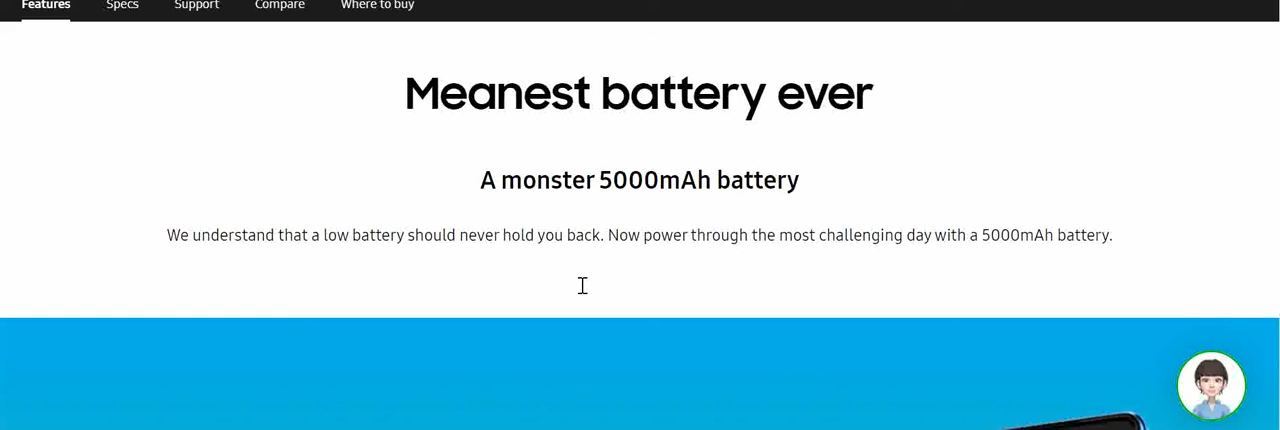 Features Specs Support Compare Where to buy
Meanest battery ever
A monster 5000mAh battery
We understand that a low battery should never hold you back. Now power through the most challenging day with a 5000mAh battery.